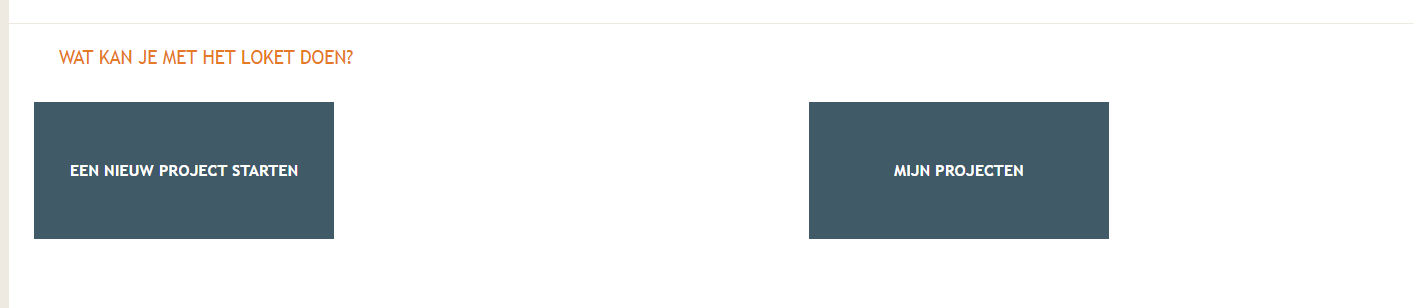 WAT KAN JE MET HET LOKET DOEN?
EEN NIEUW PROJECT STARTEN
MIJN PROJECTEN